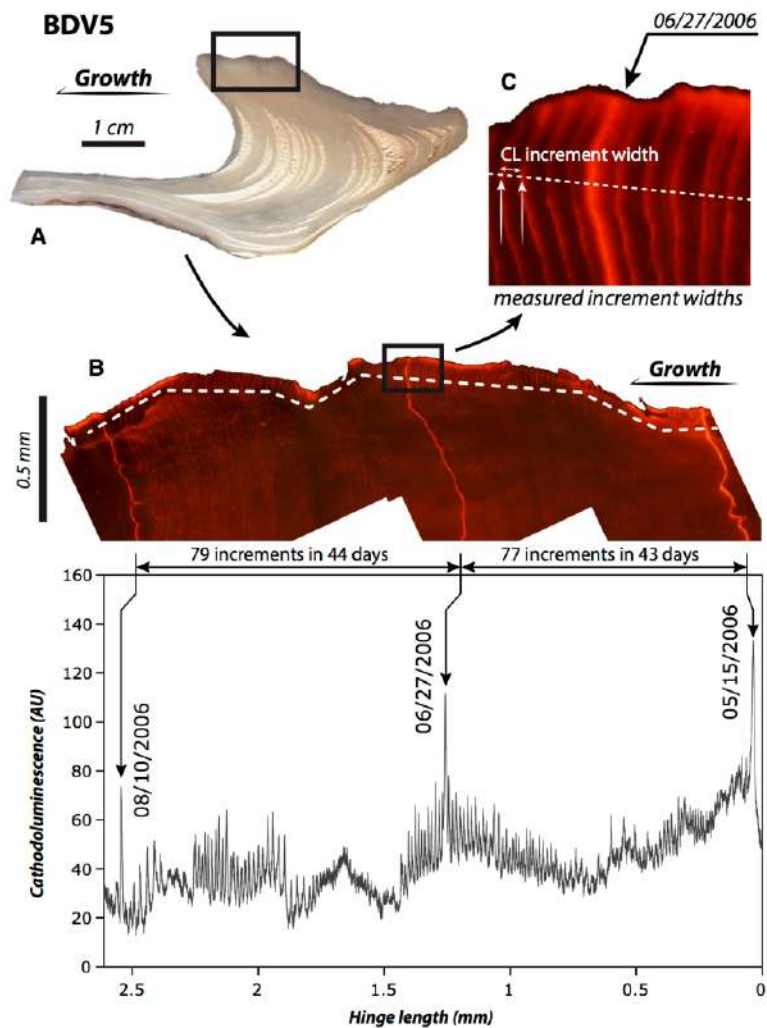 BDV5
Growth
1 cm
A
06/27/2006
C
CL increment width
measured increment widths
B
Growth
0.5 mm
79 increments in 44 days
77 increments in 43 days
160
140
120
100
80
60
40
20
0
Cathodoluminescence (AU)
08/10/2006
06/27/2006
05/15/2006
2.5
2
1.5
1
0.5
0
Hinge length (mm)